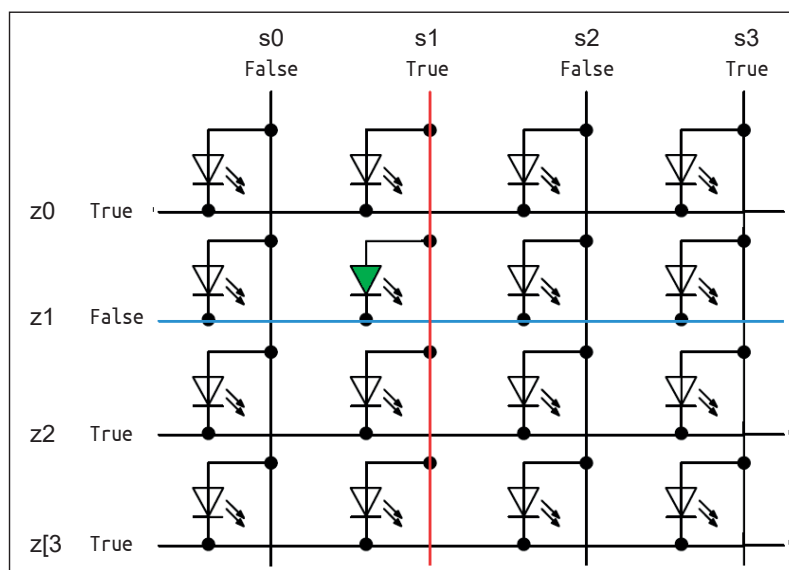 s0 s1 s2 s3
False True False True
z0 True
z1 False
z2 True
z[3 True